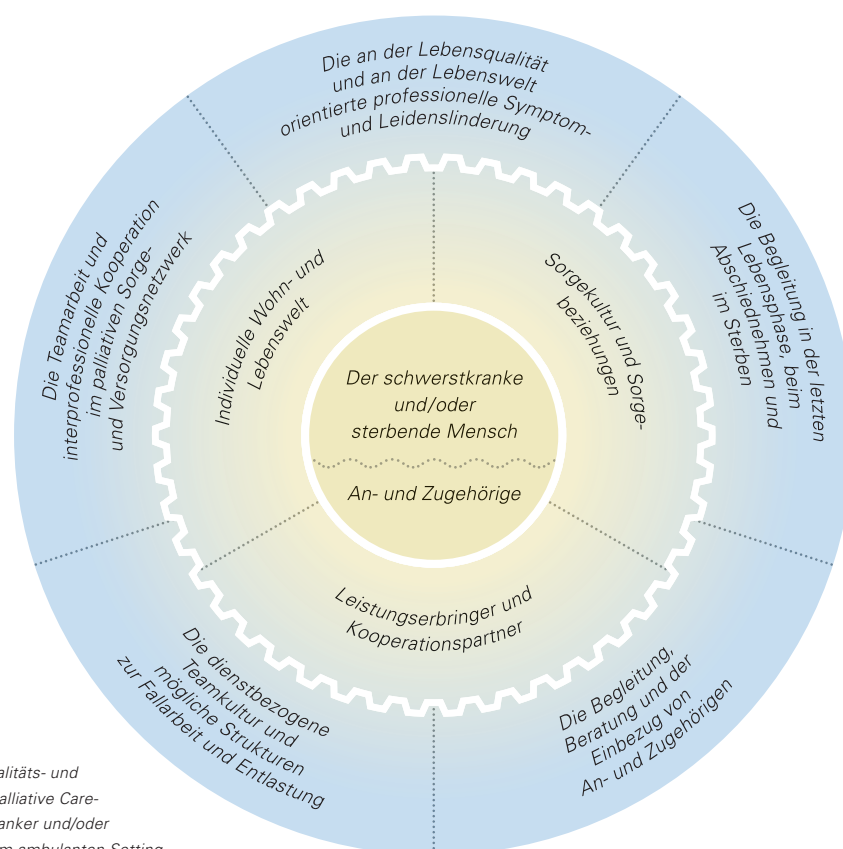 Die an der Lebensqualität
und an der Lebenswelt
orientierte professionelle Symptom-
und Leidenslinderung
Die Begleitung in der letzten
Lebensphase, beim
Abschiednehmen und
im Sterben
Die Begleitung,
Beratung und der
Einbezug von
An- und Zugehörigen
Die dienstbezogene
Teamkultur und
mögliche Strukturen
zur Fallarbeit und Entlastung
Die Teamarbeit und
interprofessionelle Kooperation
im palliativen Sorge-
und Versorgungsnetzwerk
Individuelle Wohn- und
Lebenswelt
Sorgekultur und Sorge-
beziehungen
Leistungserbringer und
Kooperationspartner
Der schwerstkranke
und/oder
sterbende Mensch
An- und Zugehörige
alitäts- und
alliative Care-
anker und/oder
m ambulanten Setting